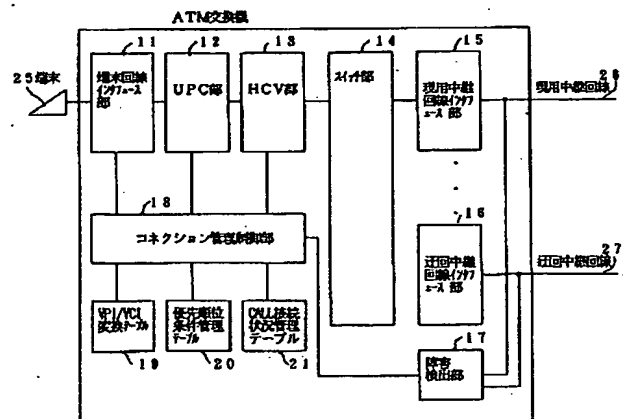 ATM交換機
11
12
13
14
15
25端末
端末回線
インタフェース
部
UPC部
HCV部
スイッチ部
現用中継
回線インタフ
ェース 部
26
現用中継回線
18
コネクション管理制御部
16
迂回中継
回線インタフ
ェース 部
27
迂回中継回線
VPI/VCI
変換テーブル
優先順位
条件管理
テーブル
CALL接続
状況管理
テーブル
17
障害
検出部
19
20
21